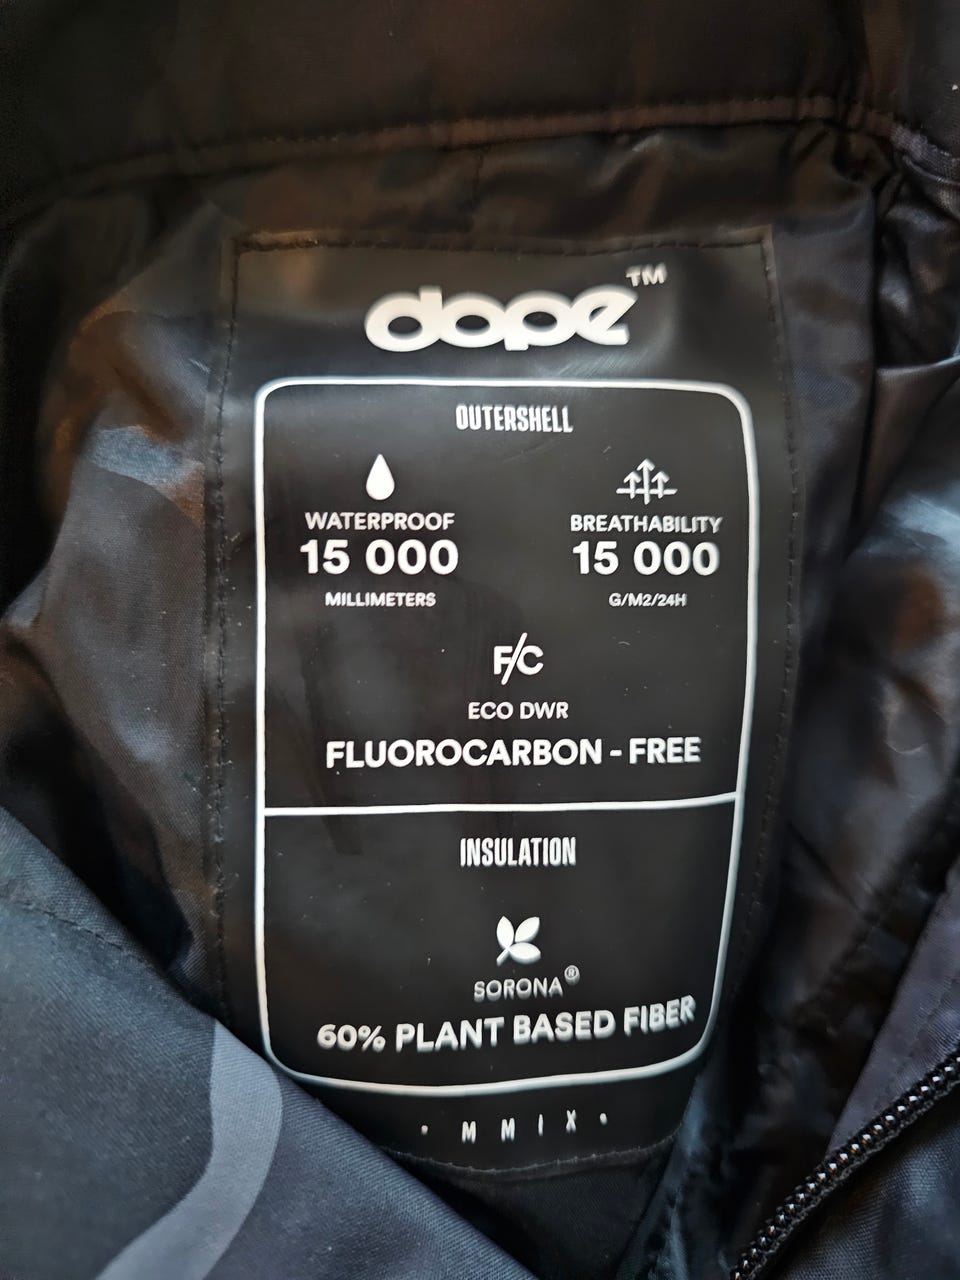 dope™
OUTERSHELL
WATERPROOF
15 000
MILLIMETERS
BREATHABILITY
15 000
G/M2/24H
F/C
ECO DWR
FLUOROCARBON - FREE
INSULATION
SORONA®
60% PLANT BASED FIBER
· M M I X ·